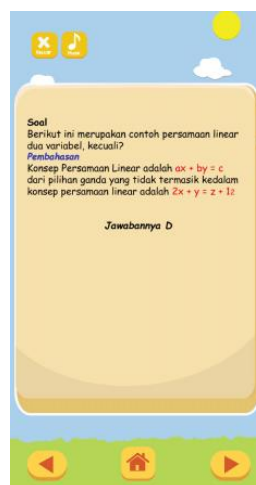 Soal
Berikut ini merupakan contoh persamaan linear
dua variabel, kecuali?
Pembahasan
Konsep Persamaan Linear adalah ax + by = c
dari pilihan ganda yang tidak termasik kedalam
konsep persamaan linear adalah 2x + y = z + 12
Jawabannya D